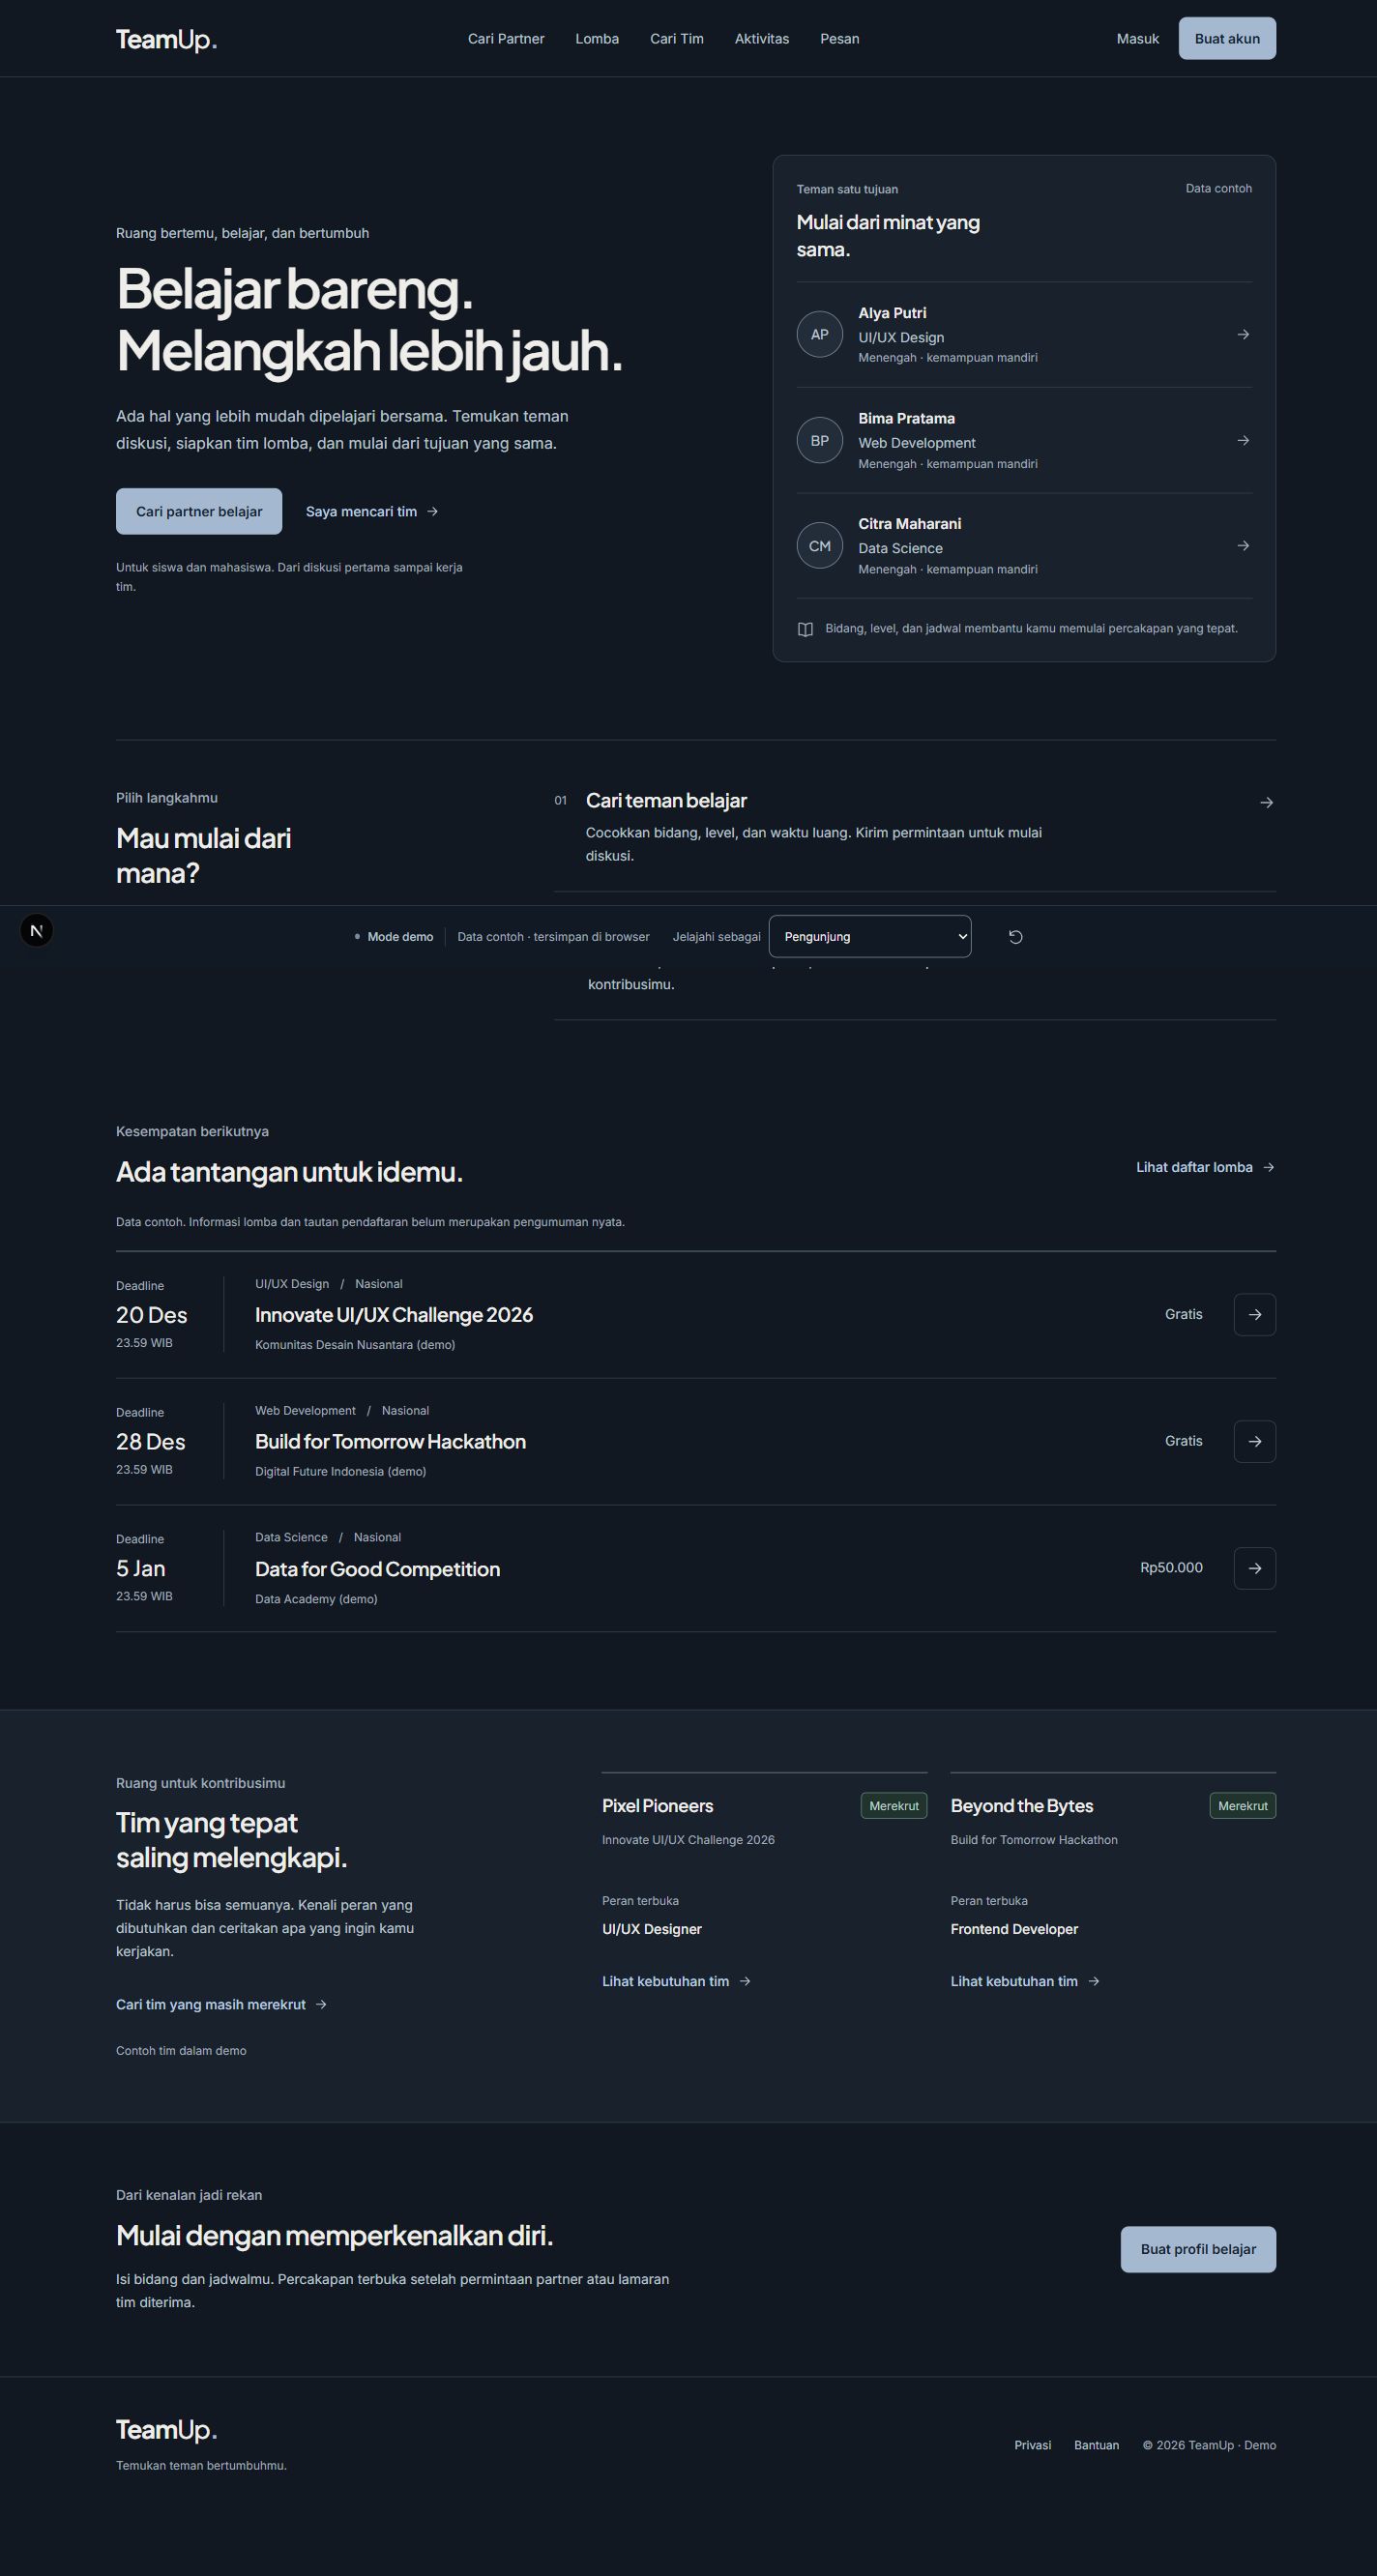 TeamUp.
Cari Partner
Lomba
Cari Tim
Aktivitas
Pesan
Masuk
Buat akun
Ruang bertemu, belajar, dan bertumbuh
Belajar bareng.
Melangkah lebih jauh.
Ada hal yang lebih mudah dipelajari bersama. Temukan teman
diskusi, siapkan tim lomba, dan mulai dari tujuan yang sama.
Cari partner belajar
Saya mencari tim →
Untuk siswa dan mahasiswa. Dari diskusi pertama sampai kerja
tim.
Teman satu tujuan
Data contoh
Mulai dari minat yang
sama.
AP
Alya Putri
UI/UX Design
Menengah · kemampuan mandiri
BP
Bima Pratama
Web Development
Menengah · kemampuan mandiri
CM
Citra Maharani
Data Science
Menengah · kemampuan mandiri
Bidang, level, dan jadwal membantu kamu memulai percakapan yang tepat.
Pilih langkahmu
Mau mulai dari
mana?
01
Cari teman belajar
Cocokkan bidang, level, dan waktu luang. Kirim permintaan untuk mulai
diskusi.
N
Mode demo
Data contoh · tersimpan di browser
Jelajahi sebagai
Pengunjung
kontribusimu.
Kesempatan berikutnya
Ada tantangan untuk idemu.
Lihat daftar lomba →
Data contoh. Informasi lomba dan tautan pendaftaran belum merupakan pengumuman nyata.
Deadline
20 Des
23.59 WIB
UI/UX Design / Nasional
Innovate UI/UX Challenge 2026
Komunitas Desain Nusantara (demo)
Gratis
Deadline
28 Des
23.59 WIB
Web Development / Nasional
Build for Tomorrow Hackathon
Digital Future Indonesia (demo)
Gratis
Deadline
5 Jan
23.59 WIB
Data Science / Nasional
Data for Good Competition
Data Academy (demo)
Rp50.000
Ruang untuk kontribusimu
Tim yang tepat
saling melengkapi.
Tidak harus bisa semuanya. Kenali peran yang
dibutuhkan dan ceritakan apa yang ingin kamu
kerjakan.
Cari tim yang masih merekrut →
Contoh tim dalam demo
Pixel Pioneers
Merekrut
Innovate UI/UX Challenge 2026
Peran terbuka
UI/UX Designer
Lihat kebutuhan tim →
Beyond the Bytes
Merekrut
Build for Tomorrow Hackathon
Peran terbuka
Frontend Developer
Lihat kebutuhan tim →
Dari kenalan jadi rekan
Mulai dengan memperkenalkan diri.
Isi bidang dan jadwalmu. Percakapan terbuka setelah permintaan partner atau lamaran
tim diterima.
Buat profil belajar
TeamUp.
Temukan teman bertumbuhmu.
Privasi
Bantuan
© 2026 TeamUp · Demo